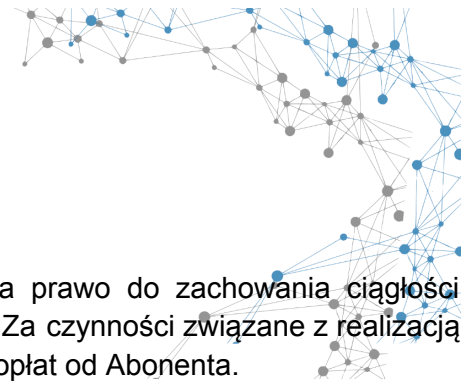 a prawo do zachowania ciągłości
Za czynności związane z realizacją
opłat od Abonenta.